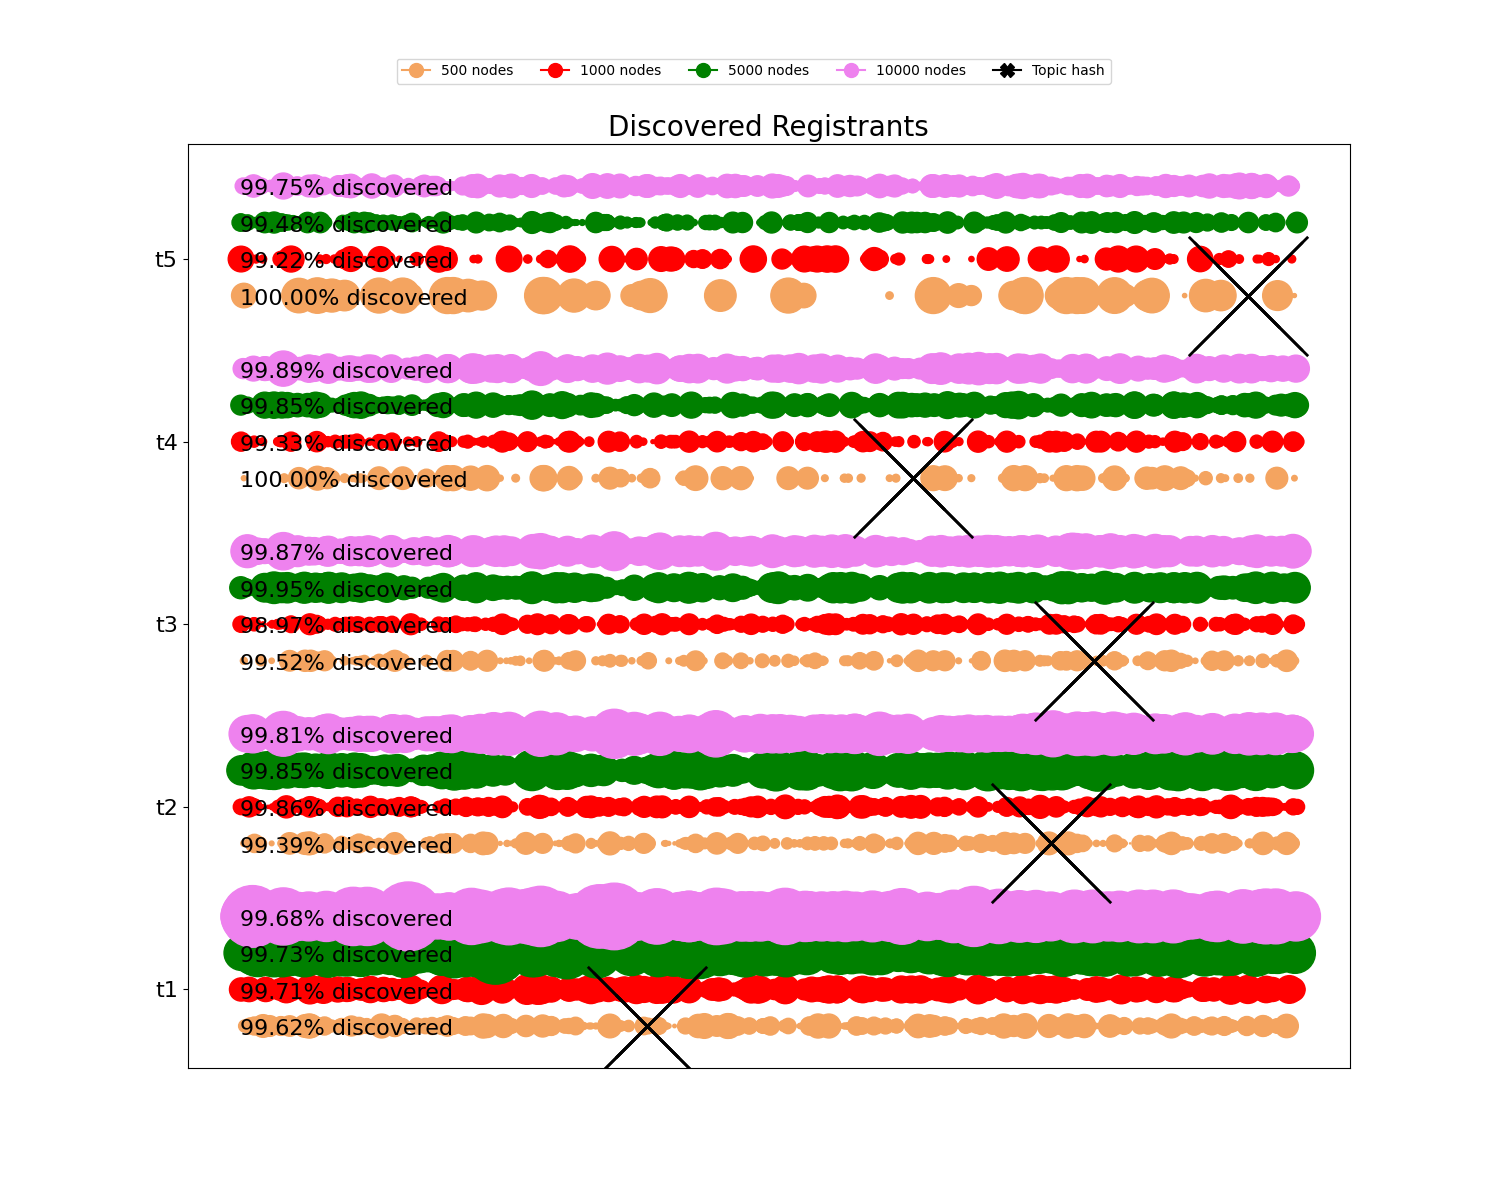 500 nodes 1000 nodes 5000 nodes 10000 nodes Topic hash
Discovered Registrants
99.75% discovered
99.48% discovered
t5
99.22% discovered
100.00% discovered
99.89% discovered
99.85% discovered
t4
99.33% discovered
100.00% discovered
99.87% discovered
99.95% discovered
t3
98.97% discovered
99.52% discovered
99.81% discovered
99.85% discovered
t2
99.86% discovered
99.39% discovered
99.68% discovered
99.73% discovered
t1
99.71% discovered
99.62% discovered